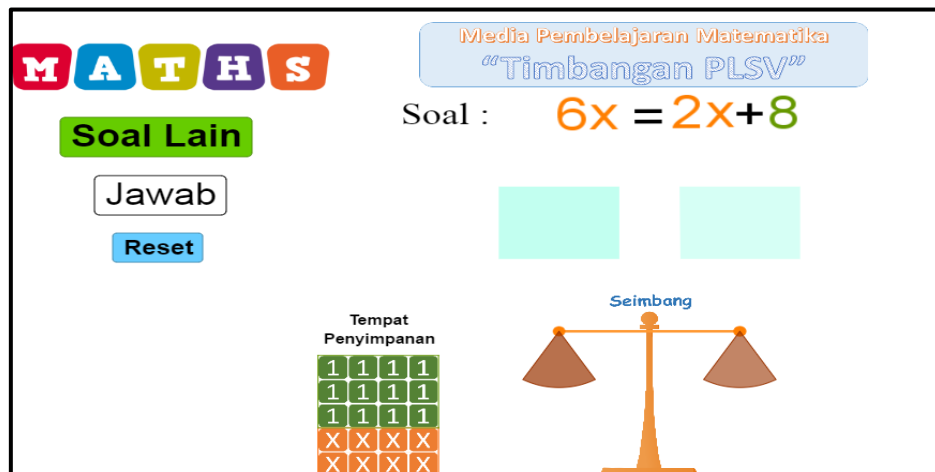 MATHS
Media Pembelajaran Matematika
“Timbangan PLSV”
Soal : 6x = 2x+8
Soal Lain
Jawab
Reset
Seimbang
Tempat
Penyimpanan
1 1 1 1
1 1 1 1
1 1 1 1
X X X X
X X X X